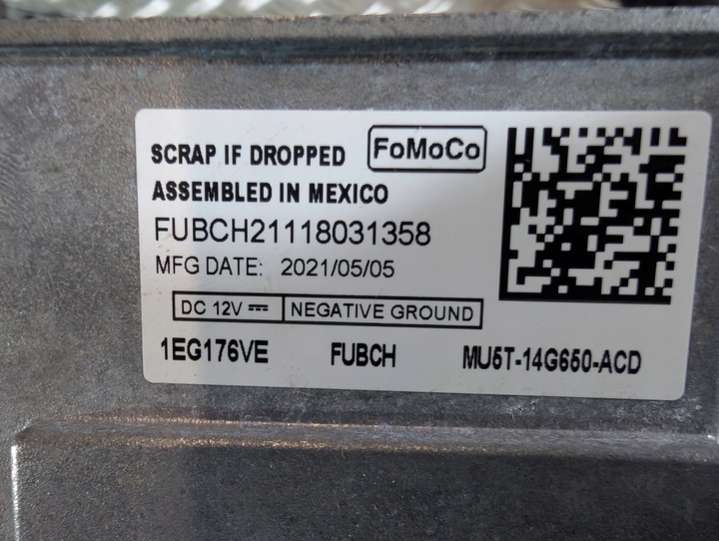 SCRAP IF DROPPED FoMoCo
ASSEMBLED IN MEXICO
FUBCH21118031358
MFG DATE: 2021/05/05
DC 12V NEGATIVE GROUND
1EG176VE FUBCH MU5T-14G650-ACD